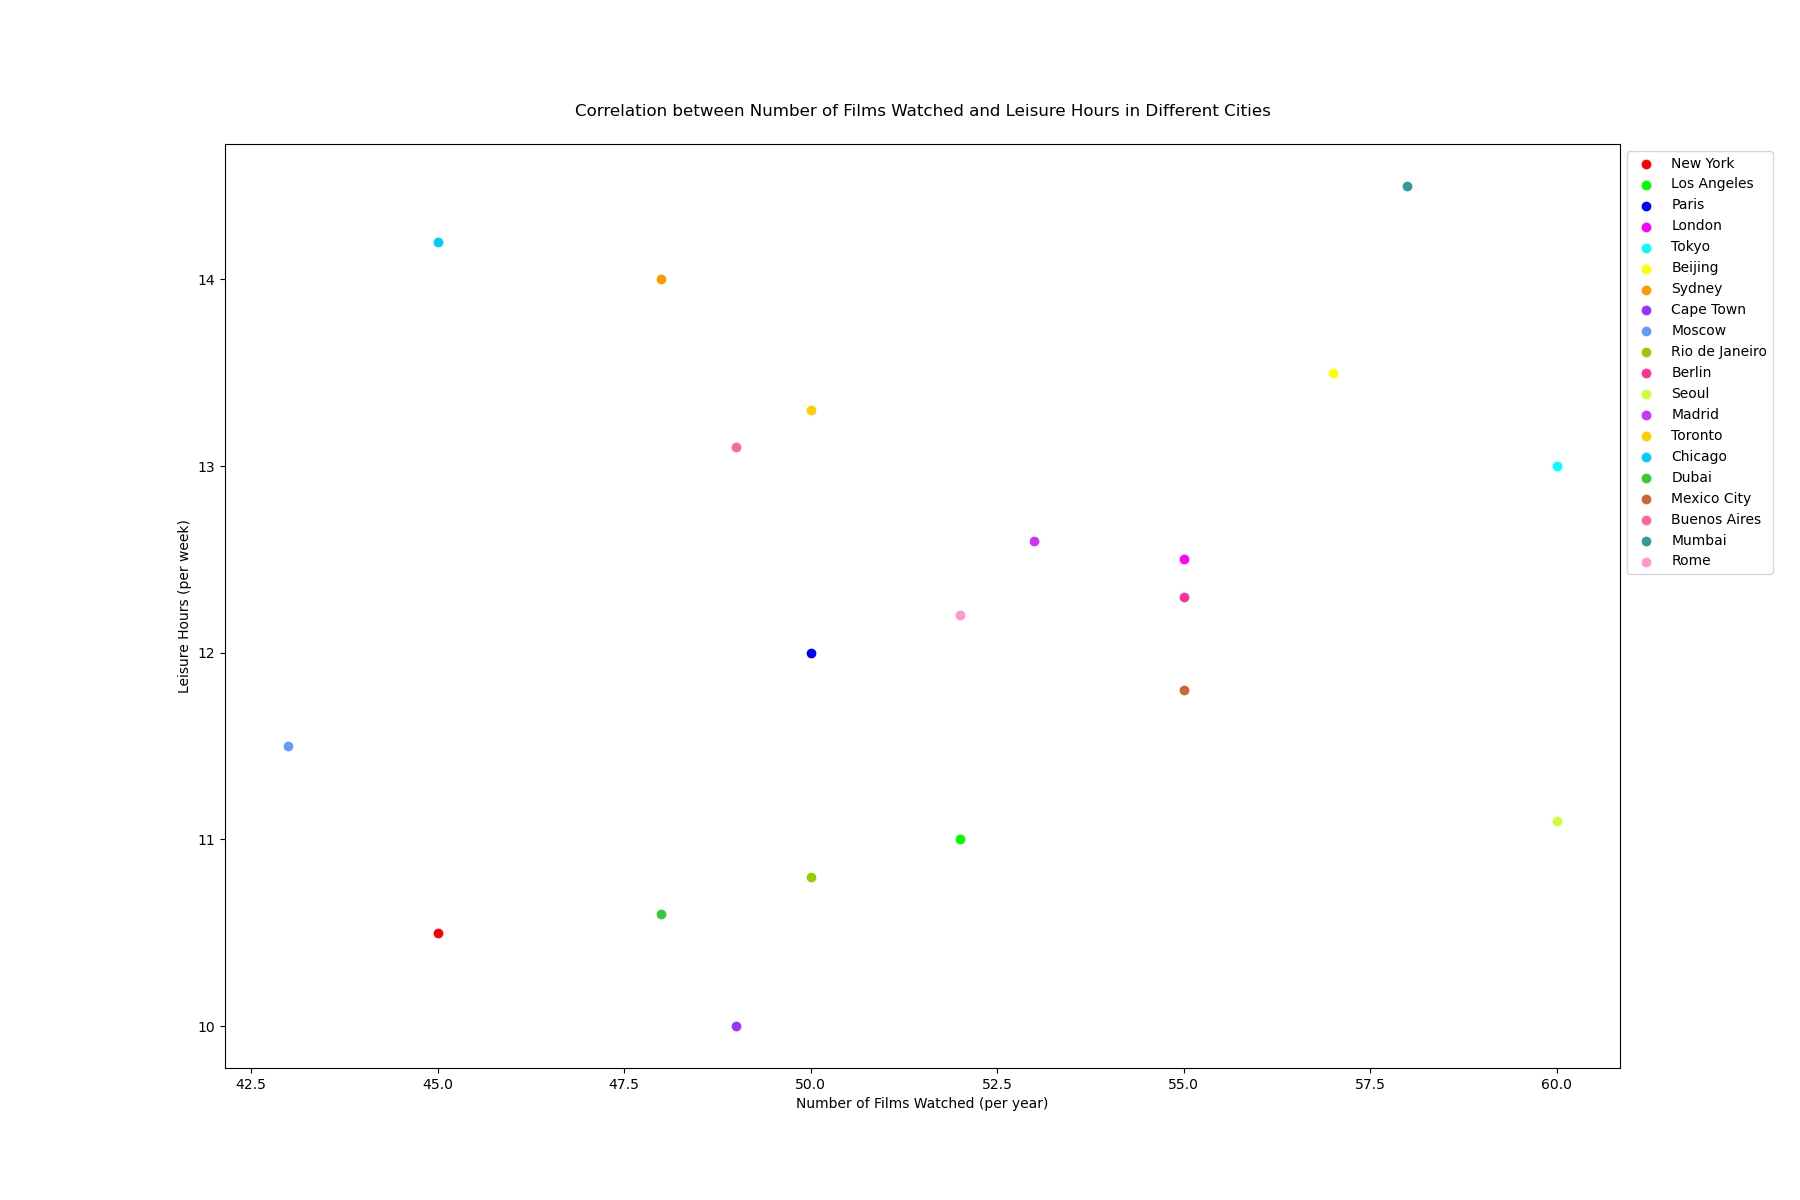 Correlation between Number of Films Watched and Leisure Hours in Different Cities
New York
Los Angeles
Paris
London
Tokyo
Beijing
Sydney
Cape Town
Moscow
Rio de Janeiro
Berlin
Seoul
Madrid
Toronto
Chicago
Dubai
Mexico City
Buenos Aires
Mumbai
Rome
Leisure Hours (per week)
14
13
12
11
10
42.5 45.0 47.5 50.0 52.5 55.0 57.5 60.0
Number of Films Watched (per year)